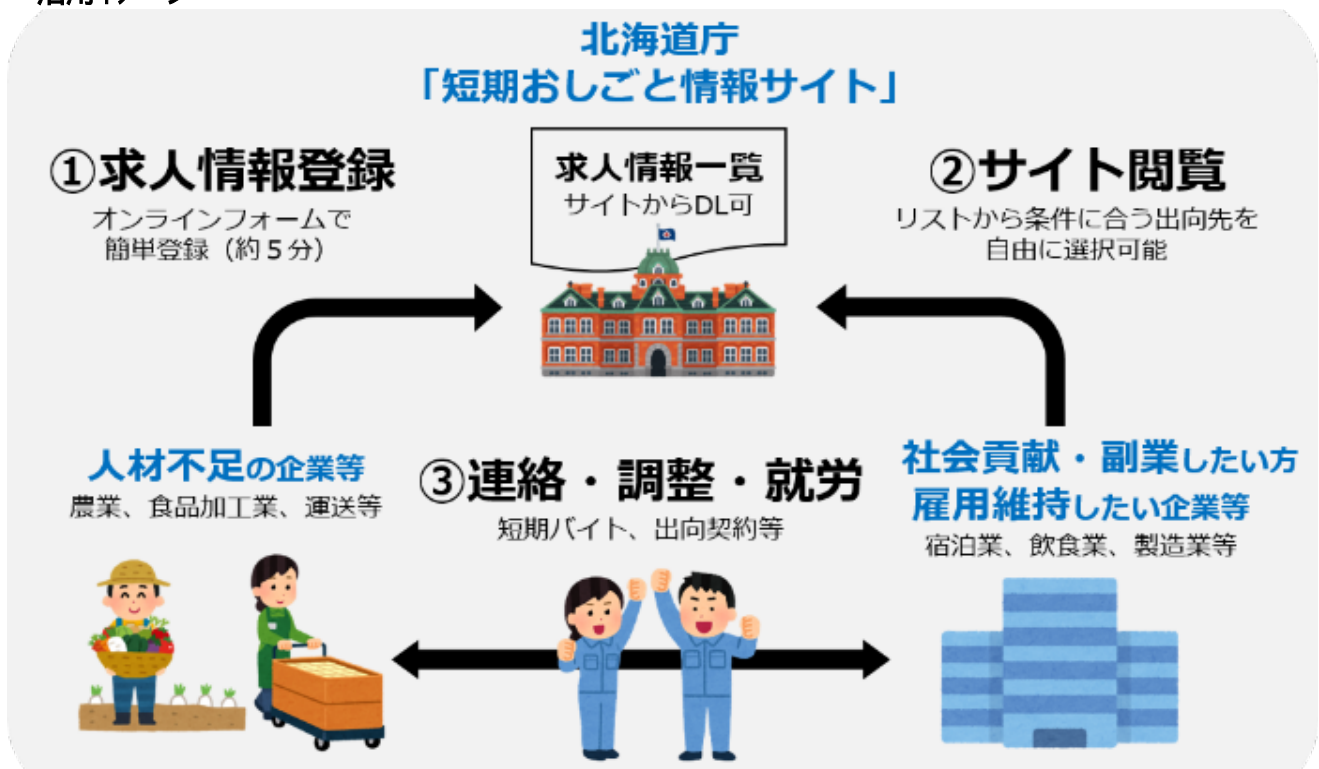 北海道庁
「短期おしごと情報サイト」
①求人情報登録
オンラインフォームで
簡単登録（約５分）
求人情報一覧
サイトからDL可
②サイト閲覧
リストから条件に合う出向先を
自由に選択可能
人材不足の企業等
農業、食品加工業、運送等
③連絡・調整・就労
短期バイト、出向契約等
社会貢献・副業したい方
雇用維持したい企業等
宿泊業、飲食業、製造業等